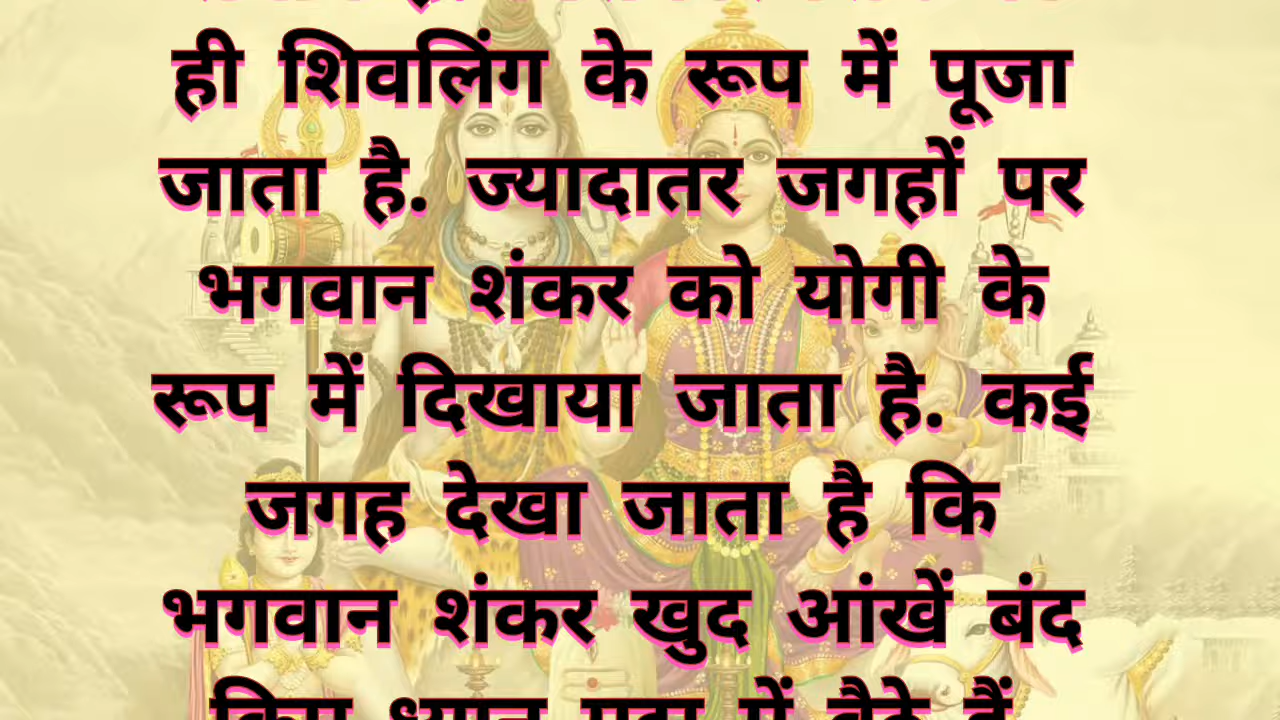 ही शिवलिंग के रूप में पूजा
जाता है. ज्यादातर जगहों पर
भगवान शंकर को योगी के
रूप में दिखाया जाता है. कई
जगह देखा जाता है कि
भगवान शंकर खुद आंखें बंद
किए ध्यान मुद्रा में बैठे हैं